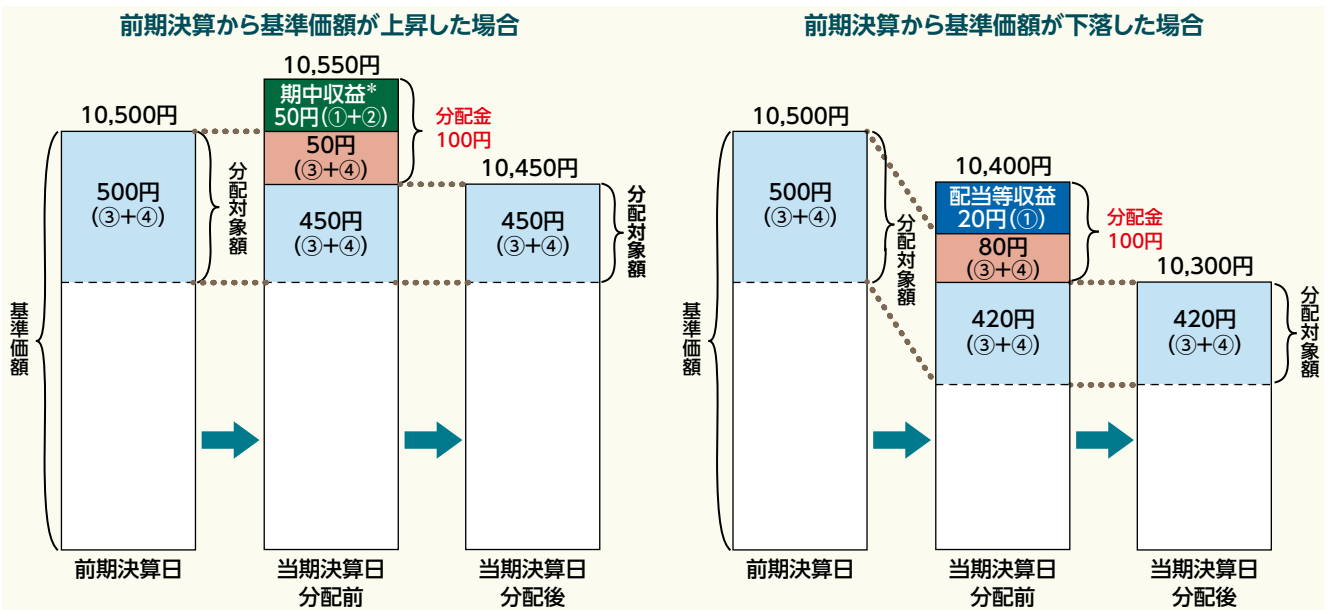 前期決算から基準価額が上昇した場合
10,500円
500円
(③+④)
分配対象額
基準価額
前期決算日
10,550円
期中収益*
50円(①+②)
50円
(③+④)
450円
(③+④)
分配金
100円
当期決算日
分配前
10,450円
450円
(③+④)
分配対象額
当期決算日
分配後
前期決算から基準価額が下落した場合
10,500円
500円
(③+④)
分配対象額
基準価額
前期決算日
10,400円
配当等収益
20円(①)
80円
(③+④)
420円
(③+④)
分配金
100円
当期決算日
分配前
10,300円
420円
(③+④)
分配対象額
当期決算日
分配後